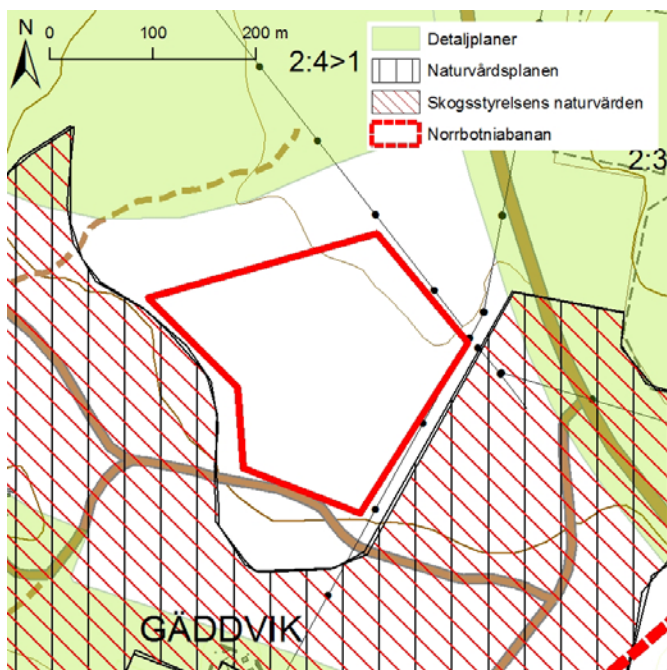 N
0 100 200 m
2:4>1
Detaljplaner
Naturvårdsplanen
Skogsstyrelsens naturvärden
Norrbotniabanan
2:3
GÄDDVIK